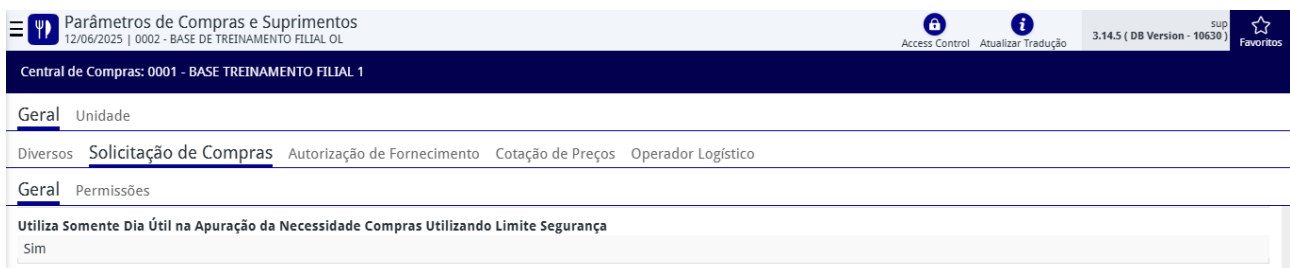 Parâmetros de Compras e Suprimentos
12/06/2025 | 0002 - BASE DE TREINAMENTO FILIAL OL
Access Control
Atualizar Tradução
sup
3.14.5 ( DB Version - 10630 )
Favoritos
Central de Compras: 0001 - BASE TREINAMENTO FILIAL 1
Geral Unidade
Diversos Solicitação de Compras Autorização de Fornecimento Cotação de Preços Operador Logístico
Geral Permissões
Utiliza Somente Dia Útil na Apuração da Necessidade Compras Utilizando Limite Segurança
Sim